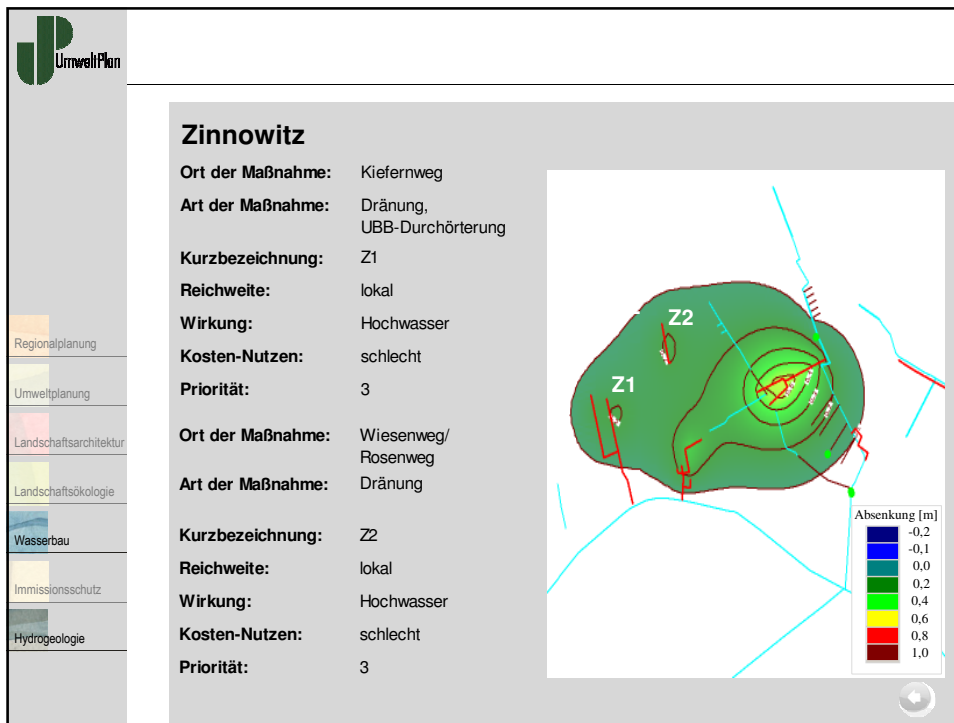 UmweltPlan
Zinnowitz
Ort der Maßnahme: Kiefernweg
Art der Maßnahme: Dränung,
UBB-Durchörterung
Kurzbezeichnung: Z1
Reichweite: lokal
Wirkung: Hochwasser
Kosten-Nutzen: schlecht
Priorität: 3
Ort der Maßnahme: Wiesenweg/
Rosenweg
Art der Maßnahme: Dränung
Kurzbezeichnung: Z2
Reichweite: lokal
Wirkung: Hochwasser
Kosten-Nutzen: schlecht
Priorität: 3
Regionalplanung
Umweltplanung
Landschaftsarchitektur
Landschaftsökologie
Wasserbau
Immissionsschutz
Hydrogeologie
Z2
Z1
Absenkung [m]
-0,2
-0,1
0,0
0,2
0,4
0,6
0,8
1,0